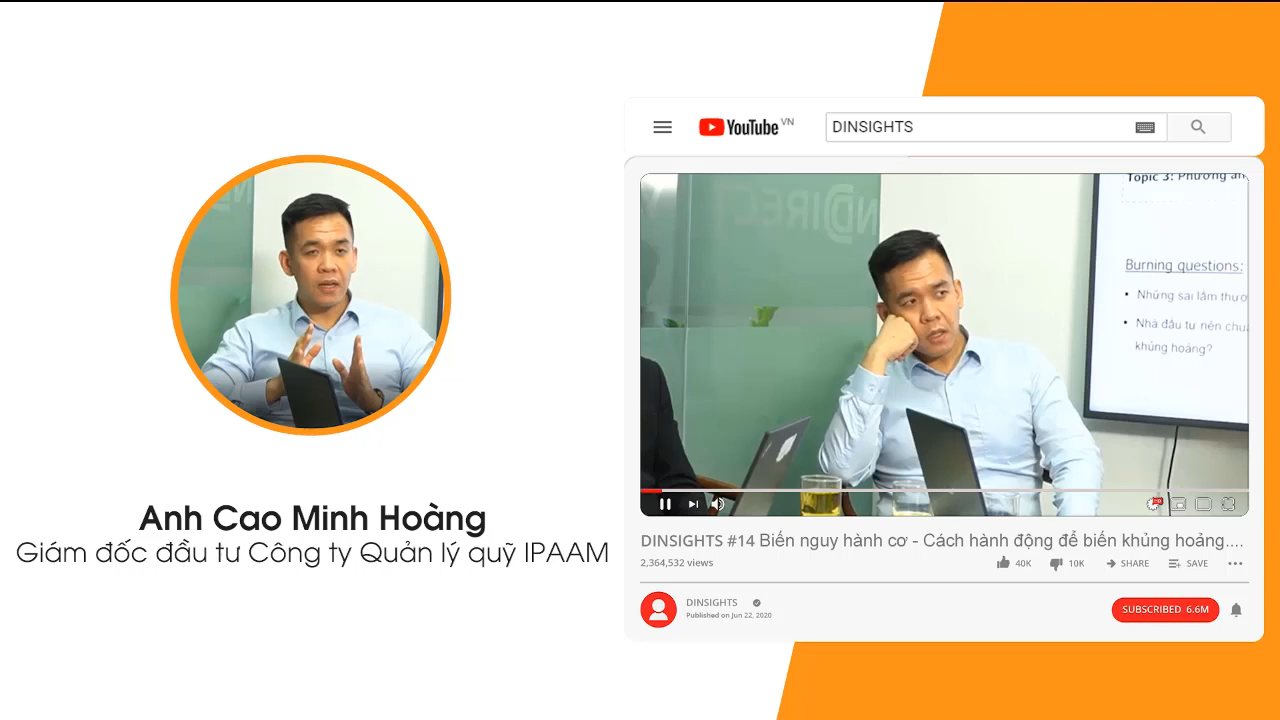 YouTube VN
DINSIGHTS
NDIREC
Topic 3: Phương án
Burning questions:
• Những sai lầm thườ
• Nhà đầu tư nên chu
khủng hoảng?
HD
DINSIGHTS #14 Biến nguy hành cơ - Cách hành động để biến khủng hoảng....
2,364,532 views
40K
10K
SHARE
SAVE
DINSIGHTS
Published on Jun 22, 2020
SUBSCRIBED 6.6M
Anh Cao Minh Hoàng
Giám đốc đầu tư Công ty Quản lý quỹ IPAAM